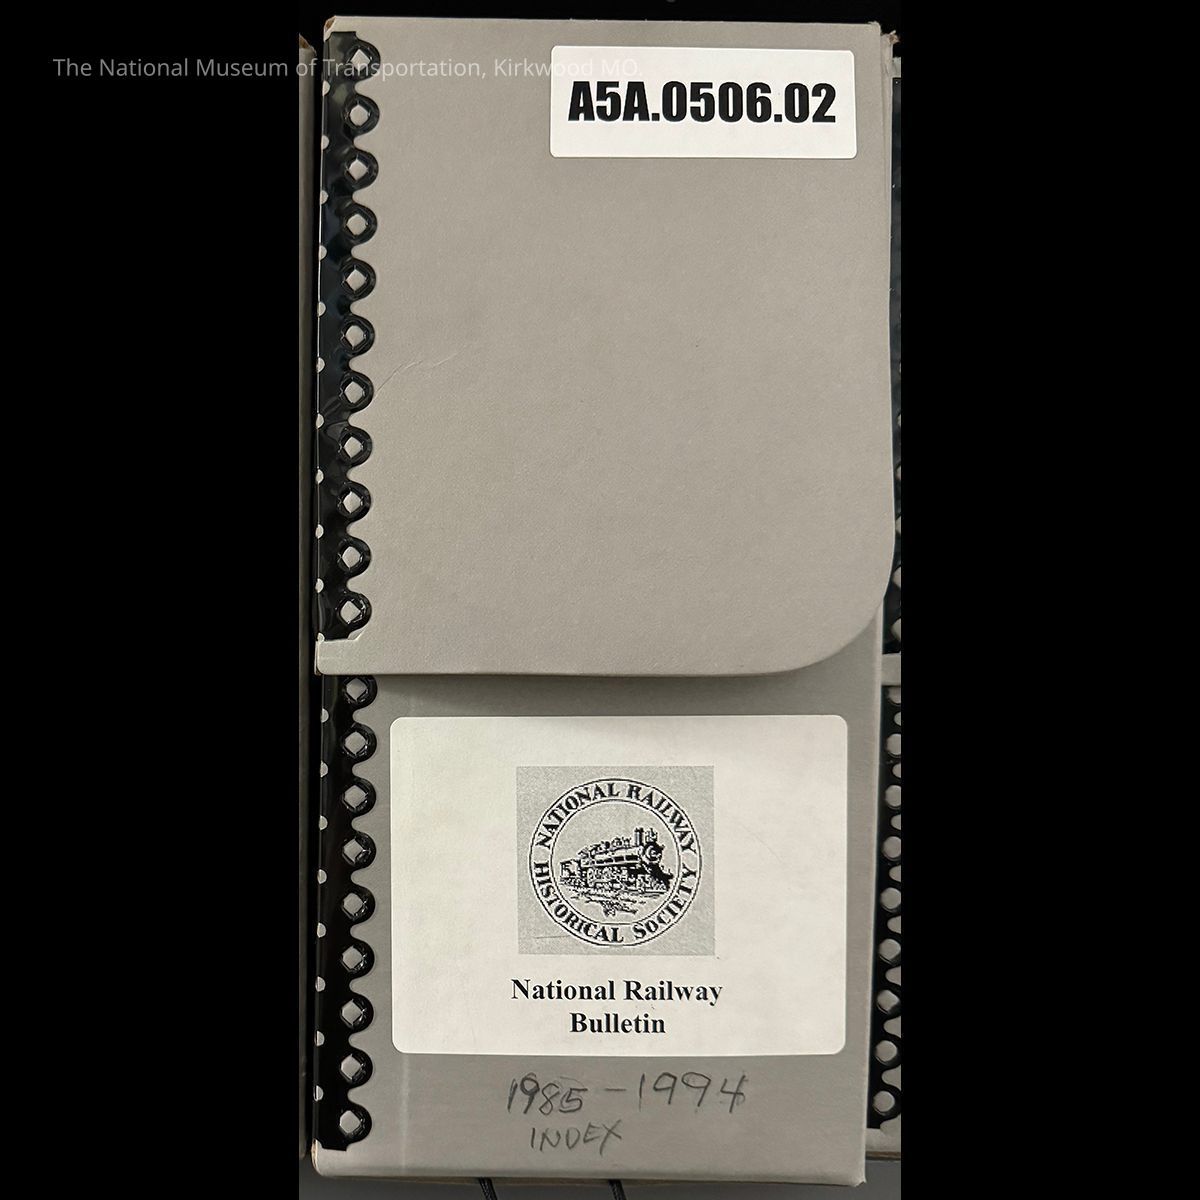 The National Museum of Transportation, Kirkwood MO.
A5A.0506.02
NATIONAL RAILWAY
HISTORICAL SOCIETY
National Railway
Bulletin
1985 - 1994
INDEX